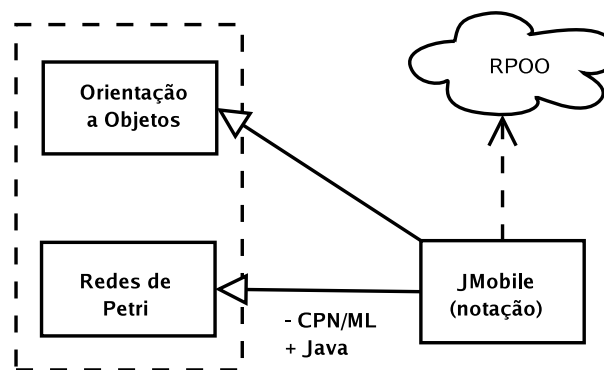 Orientação
a Objetos
RPOO
Redes de
Petri
JMobile
(notação)
- CPN/ML
+ Java